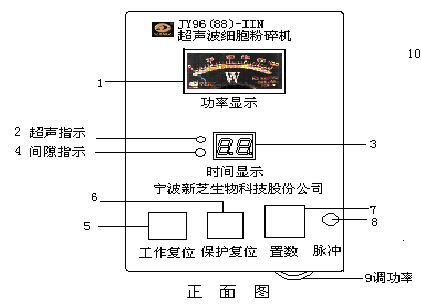 JY96(88)-IIN
超声波细胞粉碎机
10
1
功率显示
2 超声指示
4 间隙指示
3
时间显示
宁波新芝生物科技股份公司
6
5
7
8
工作复位 保护复位 置数 脉冲
9调功率
正 面 图